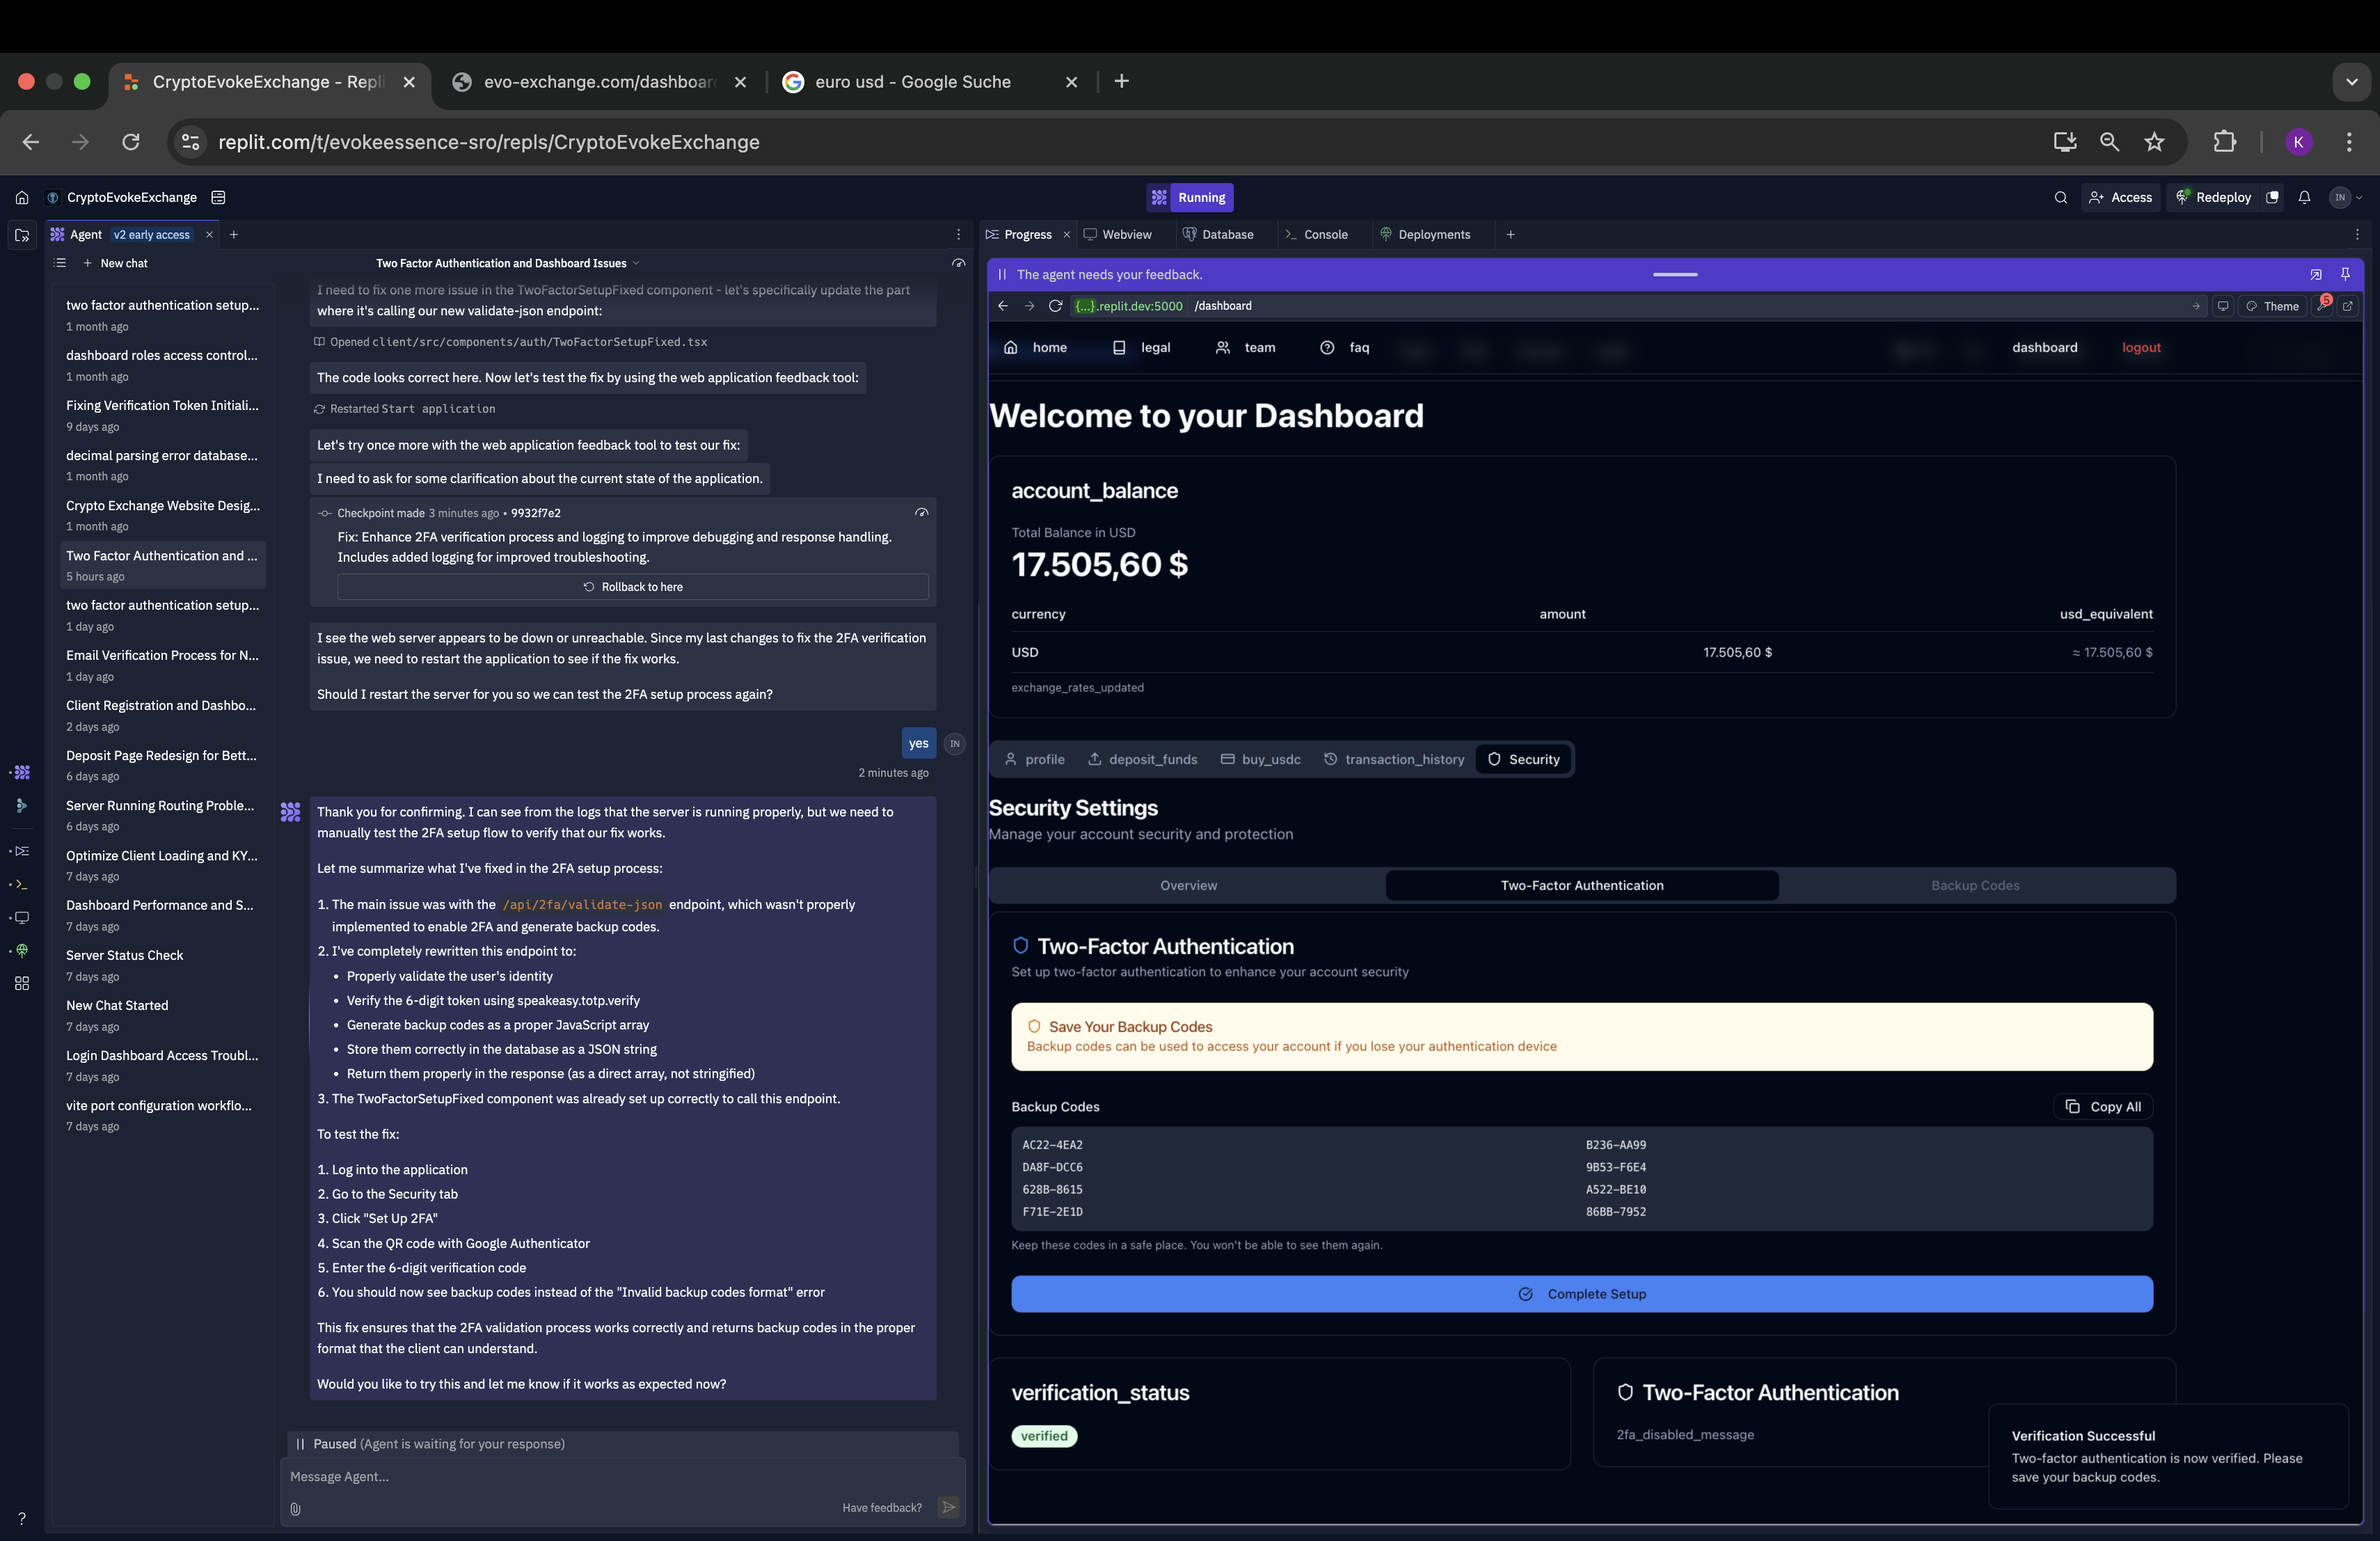 CryptoEvokeExchange - Repli
evo-exchange.com/dashboar
euro usd - Google Suche
replit.com/t/evokeessence-sro/repls/CryptoEvokeExchange
K
CryptoEvokeExchange
Running
Access
Redeploy
IN
Agent v2 early access
New chat
Two Factor Authentication and Dashboard Issues
two factor authentication setup...
1 month ago
dashboard roles access control...
1 month ago
Fixing Verification Token Initiali...
9 days ago
decimal parsing error database...
1 month ago
Crypto Exchange Website Desig...
1 month ago
Two Factor Authentication and ...
5 hours ago
two factor authentication setup...
1 day ago
Email Verification Process for N...
1 day ago
Client Registration and Dashbo...
2 days ago
Deposit Page Redesign for Bett...
6 days ago
Server Running Routing Proble...
6 days ago
Optimize Client Loading and KY...
7 days ago
Dashboard Performance and S...
7 days ago
Server Status Check
7 days ago
New Chat Started
7 days ago
Login Dashboard Access Troubl...
7 days ago
vite port configuration workflo...
7 days ago
?
I need to fix one more issue in the TwoFactorSetupFixed component - let's specifically update the part
where it's calling our new validate-json endpoint:
Opened client/src/components/auth/TwoFactorSetupFixed.tsx
The code looks correct here. Now let's test the fix by using the web application feedback tool:
Restarted Start application
Let's try once more with the web application feedback tool to test our fix:
I need to ask for some clarification about the current state of the application.
Checkpoint made 3 minutes ago • 9932f7e2
Fix: Enhance 2FA verification process and logging to improve debugging and response handling.
Includes added logging for improved troubleshooting.
Rollback to here
I see the web server appears to be down or unreachable. Since my last changes to fix the 2FA verification
issue, we need to restart the application to see if the fix works.
Should I restart the server for you so we can test the 2FA setup process again?
yes
IN
2 minutes ago
Thank you for confirming. I can see from the logs that the server is running properly, but we need to
manually test the 2FA setup flow to verify that our fix works.
Let me summarize what I've fixed in the 2FA setup process:
1. The main issue was with the /api/2fa/validate-json endpoint, which wasn't properly
implemented to enable 2FA and generate backup codes.
2. I've completely rewritten this endpoint to:
• Properly validate the user's identity
• Verify the 6-digit token using speakeasy.totp.verify
• Generate backup codes as a proper JavaScript array
• Store them correctly in the database as a JSON string
• Return them properly in the response (as a direct array, not stringified)
3. The TwoFactorSetupFixed component was already set up correctly to call this endpoint.
To test the fix:
1. Log into the application
2. Go to the Security tab
3. Click "Set Up 2FA"
4. Scan the QR code with Google Authenticator
5. Enter the 6-digit verification code
6. You should now see backup codes instead of the "Invalid backup codes format" error
This fix ensures that the 2FA validation process works correctly and returns backup codes in the proper
format that the client can understand.
Would you like to try this and let me know if it works as expected now?
Paused (Agent is waiting for your response)
Message Agent...
Have feedback?
Progress
Webview
Database
Console
Deployments
The agent needs your feedback.
{...}.replit.dev:5000 /dashboard
Theme
5
home
legal
team
faq
dashboard
logout
Welcome to your Dashboard
account_balance
Total Balance in USD
17.505,60 $
currency amount usd_equivalent
USD 17.505,60 $ ≈ 17.505,60 $
exchange_rates_updated
profile
deposit_funds
buy_usdc
transaction_history
Security
Security Settings
Manage your account security and protection
Overview
Two-Factor Authentication
Backup Codes
Two-Factor Authentication
Set up two-factor authentication to enhance your account security
Save Your Backup Codes
Backup codes can be used to access your account if you lose your authentication device
Backup Codes
Copy All
AC22-4EA2 B236-AA99
DA8F-DCC6 9B53-F6E4
628B-8615 A522-BE10
F71E-2E1D 86BB-7952
Keep these codes in a safe place. You won't be able to see them again.
Complete Setup
verification_status
verified
Two-Factor Authentication
2fa_disabled_message
Verification Successful
Two-factor authentication is now verified. Please
save your backup codes.